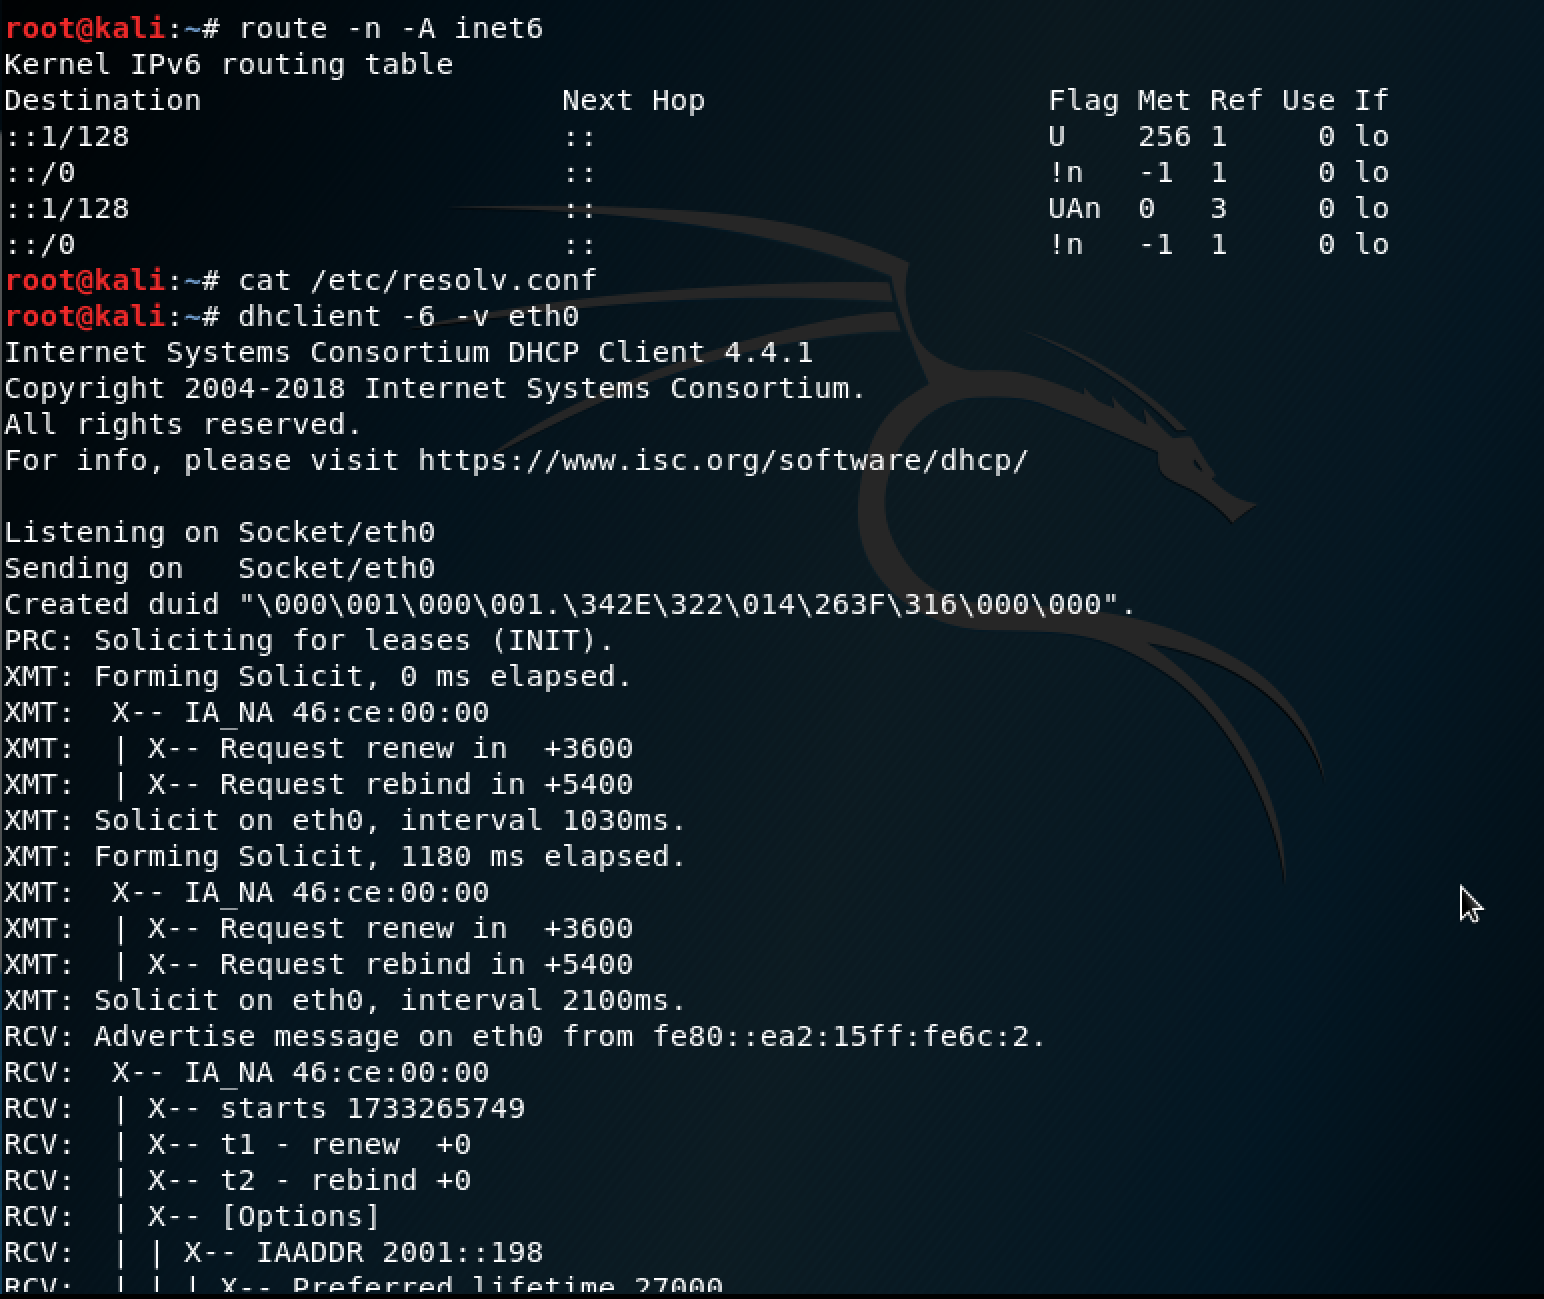 root@kali:~# route -n -A inet6
Kernel IPv6 routing table
Destination                    Next Hop                   Flag Met Ref Use If
::1/128                        ::                         U    256 1     0 lo
::/0                           ::                         !n   -1  1     0 lo
::1/128                        ::                         UAn  0   3     0 lo
::/0                           ::                         !n   -1  1     0 lo
root@kali:~# cat /etc/resolv.conf
root@kali:~# dhclient -6 -v eth0
Internet Systems Consortium DHCP Client 4.4.1
Copyright 2004-2018 Internet Systems Consortium.
All rights reserved.
For info, please visit https://www.isc.org/software/dhcp/

Listening on Socket/eth0
Sending on   Socket/eth0
Created duid "\000\001\000\001.\342E\322\014\263F\316\000\000".
PRC: Soliciting for leases (INIT).
XMT: Forming Solicit, 0 ms elapsed.
XMT:  X-- IA_NA 46:ce:00:00
XMT:  | X-- Request renew in  +3600
XMT:  | X-- Request rebind in +5400
XMT: Solicit on eth0, interval 1030ms.
XMT: Forming Solicit, 1180 ms elapsed.
XMT:  X-- IA_NA 46:ce:00:00
XMT:  | X-- Request renew in  +3600
XMT:  | X-- Request rebind in +5400
XMT: Solicit on eth0, interval 2100ms.
RCV: Advertise message on eth0 from fe80::ea2:15ff:fe6c:2.
RCV:  X-- IA_NA 46:ce:00:00
RCV:  | X-- starts 1733265749
RCV:  | X-- t1 - renew  +0
RCV:  | X-- t2 - rebind +0
RCV:  | X-- [Options]
RCV:  | | X-- IAADDR 2001::198
RCV:  | | | X-- Preferred lifetime 27000